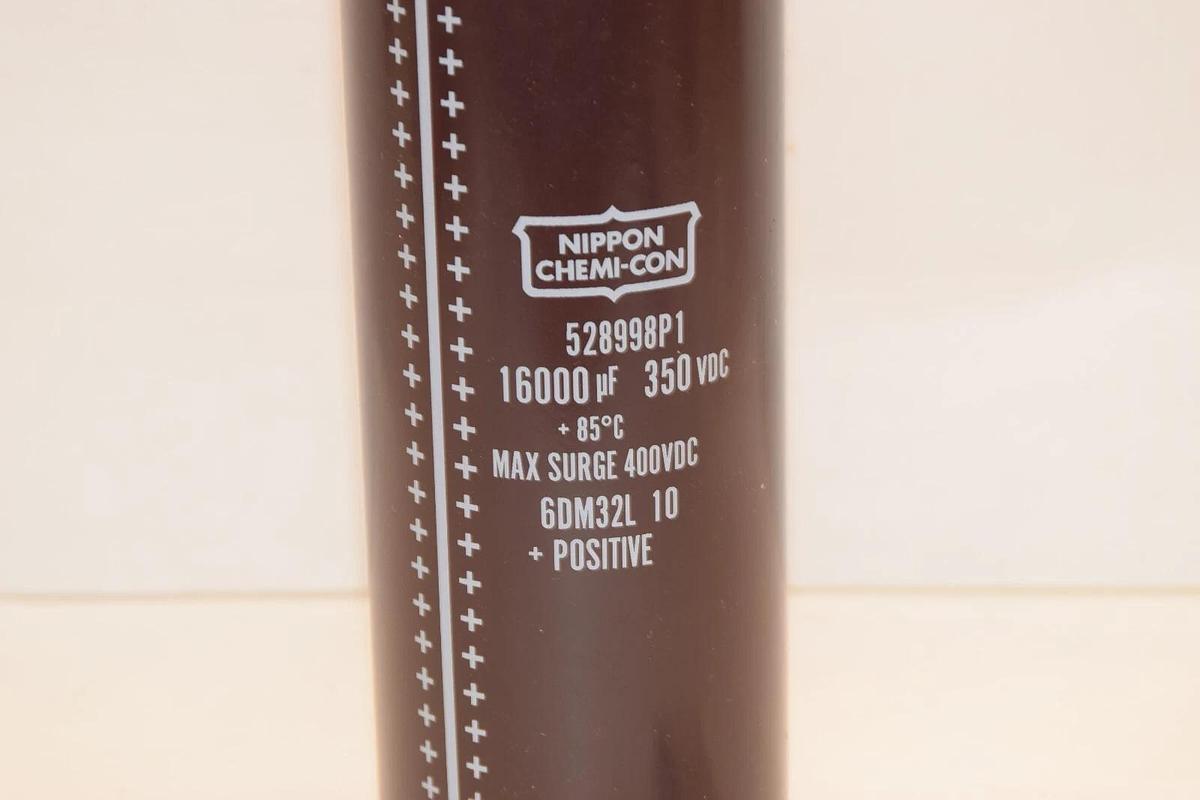 NIPPON
CHEMI-CON
528998P1
16000 µF 350 VDC
+ 85°C
MAX SURGE 400VDC
6DM32L 10
+ POSITIVE